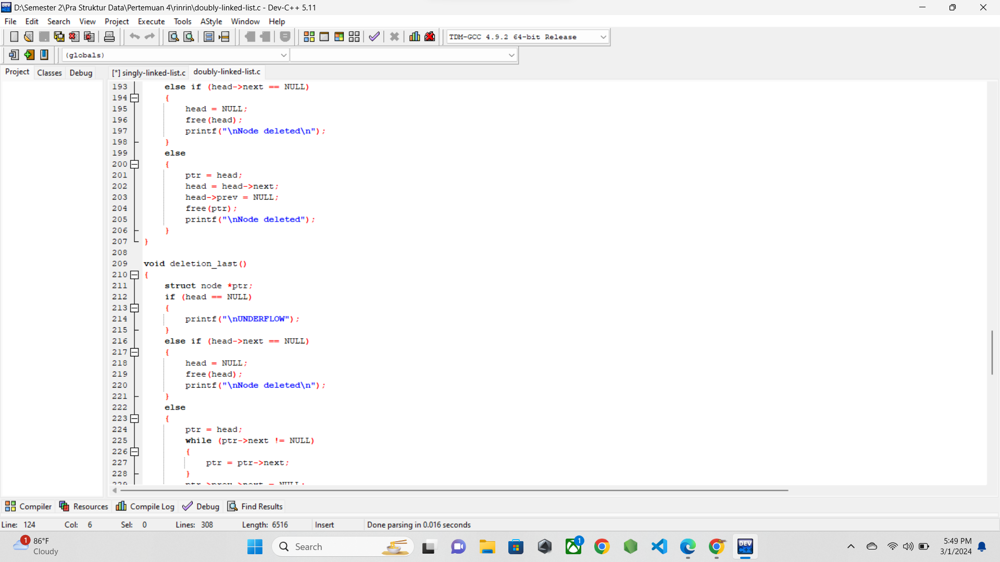 D:\Semester 2\Pra Struktur Data\Pertemuan 4\rinrin\doubly-linked-list.c - Dev-C++ 5.11
File Edit Search View Project Execute Tools AStyle Window Help
TDM-GCC 4.9.2 64-bit Release
(globals)
Project Classes Debug [*] singly-linked-list.c doubly-linked-list.c
193 else if (head->next == NULL)
194 {
195 head = NULL;
196 free(head);
197 printf("\nNode deleted\n");
198 }
199 else
200 {
201 ptr = head;
202 head = head->next;
203 head->prev = NULL;
204 free(ptr);
205 printf("\nNode deleted");
206 }
207 }
208
209 void deletion_last()
210 {
211 struct node *ptr;
212 if (head == NULL)
213 {
214 printf("\nUNDERFLOW");
215 }
216 else if (head->next == NULL)
217 {
218 head = NULL;
219 free(head);
220 printf("\nNode deleted\n");
221 }
222 else
223 {
224 ptr = head;
225 while (ptr->next != NULL)
226 {
227 ptr = ptr->next;
228 }
229 ptr->prev->next = NULL;
Compiler Resources Compile Log Debug Find Results
Line: 124 Col: 6 Sel: 0 Lines: 308 Length: 6516 Insert Done parsing in 0.016 seconds
1 86°F
Cloudy
Search
1
DEV C++
5:49 PM
3/1/2024